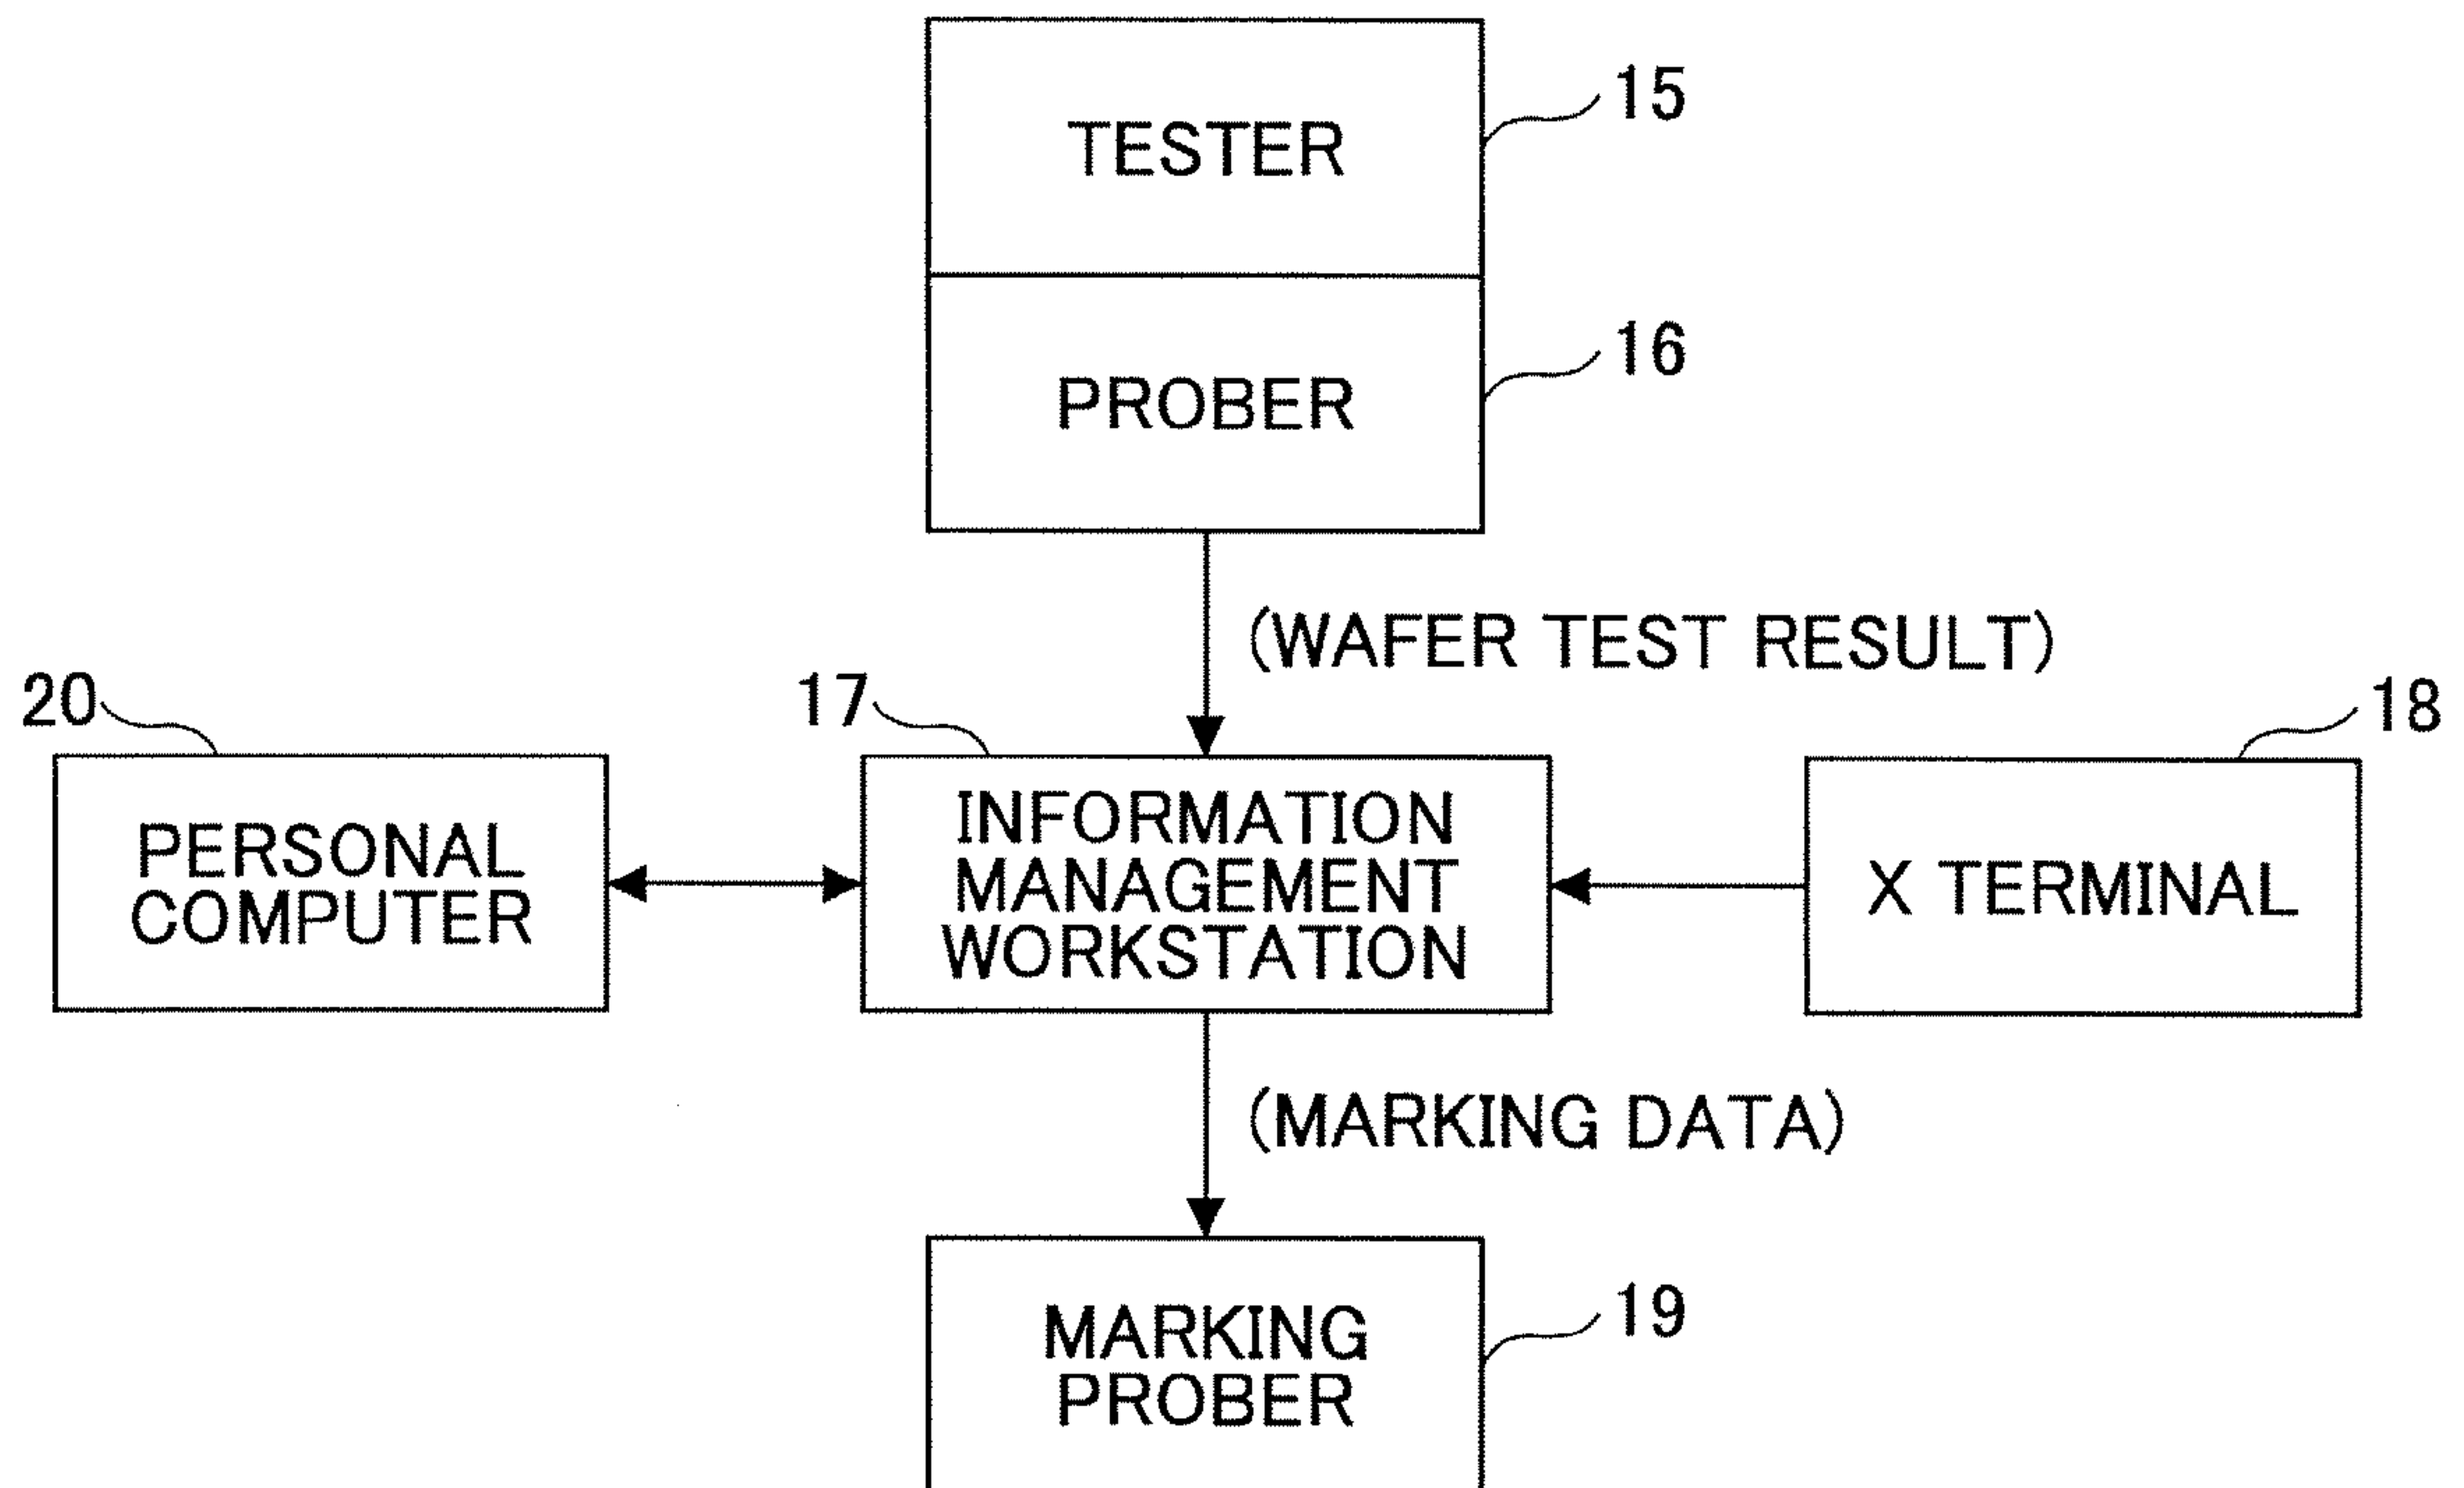 15
TESTER
16
PROBER
(WAFER TEST RESULT)
20
17
18
PERSONAL
COMPUTER
INFORMATION
MANAGEMENT
WORKSTATION
X TERMINAL
(MARKING DATA)
19
MARKING
PROBER